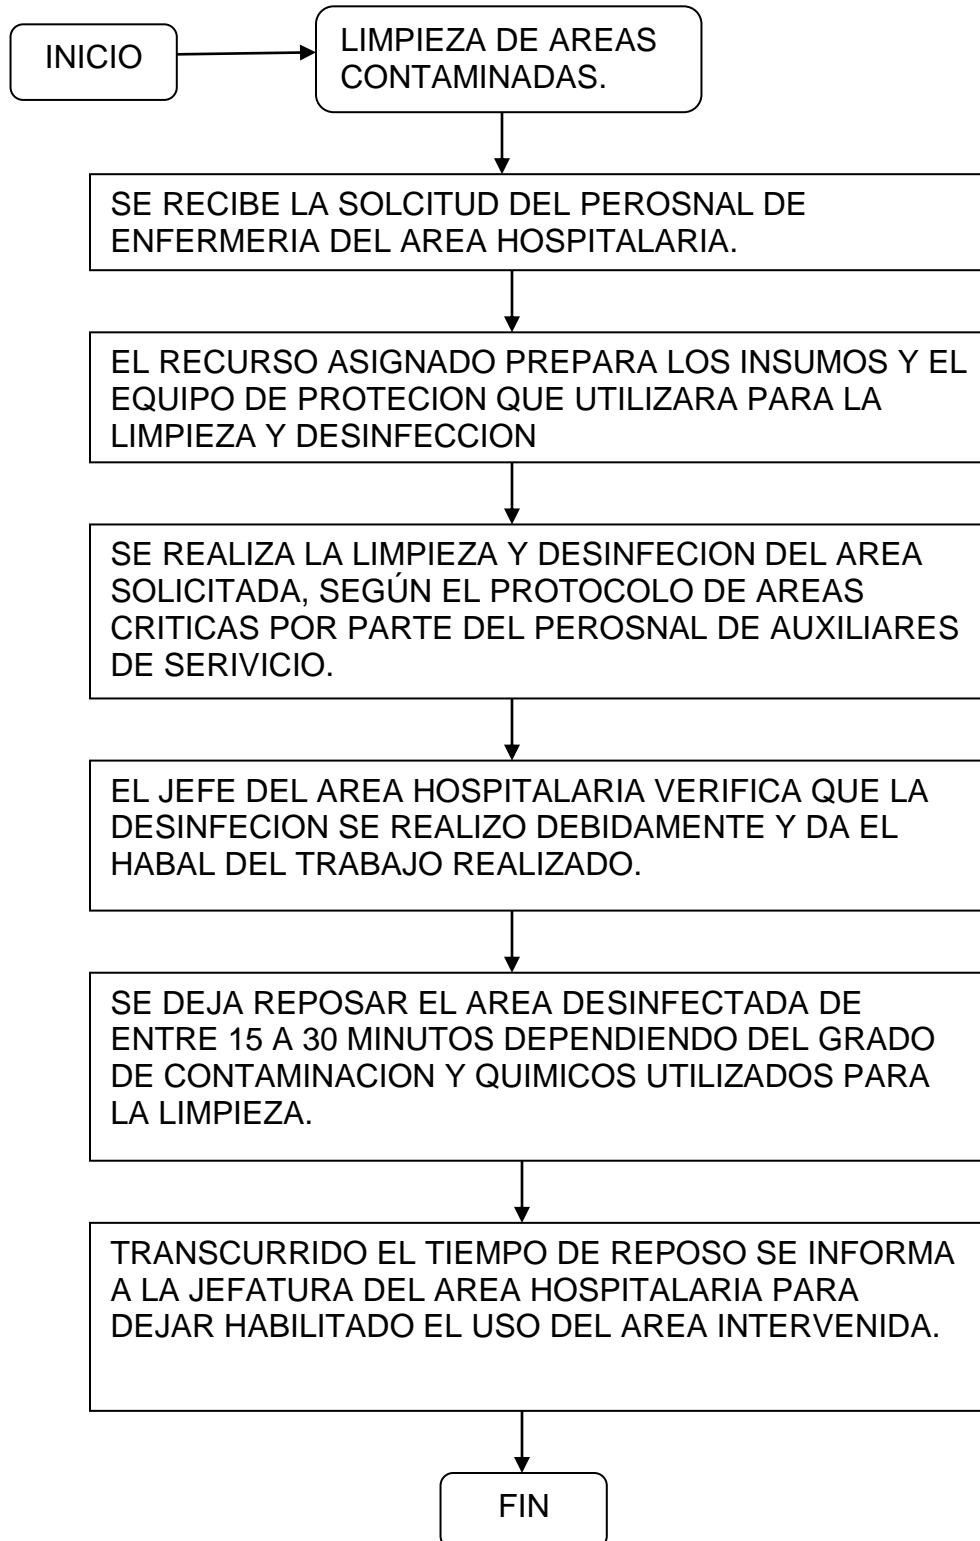 INICIO
LIMPIEZA DE AREAS
CONTAMINADAS.
SE RECIBE LA SOLCITUD DEL PEROSNAL DE
ENFERMERIA DEL AREA HOSPITALARIA.
EL RECURSO ASIGNADO PREPARA LOS INSUMOS Y EL
EQUIPO DE PROTECION QUE UTILIZARA PARA LA
LIMPIEZA Y DESINFECCION
SE REALIZA LA LIMPIEZA Y DESINFECION DEL AREA
SOLICITADA, SEGÚN EL PROTOCOLO DE AREAS
CRITICAS POR PARTE DEL PEROSNAL DE AUXILIARES
DE SERIVICIO.
EL JEFE DEL AREA HOSPITALARIA VERIFICA QUE LA
DESINFECION SE REALIZO DEBIDAMENTE Y DA EL
HABAL DEL TRABAJO REALIZADO.
SE DEJA REPOSAR EL AREA DESINFECTADA DE
ENTRE 15 A 30 MINUTOS DEPENDIENDO DEL GRADO
DE CONTAMINACION Y QUIMICOS UTILIZADOS PARA
LA LIMPIEZA.
TRANSCURRIDO EL TIEMPO DE REPOSO SE INFORMA
A LA JEFATURA DEL AREA HOSPITALARIA PARA
DEJAR HABILITADO EL USO DEL AREA INTERVENIDA.
FIN